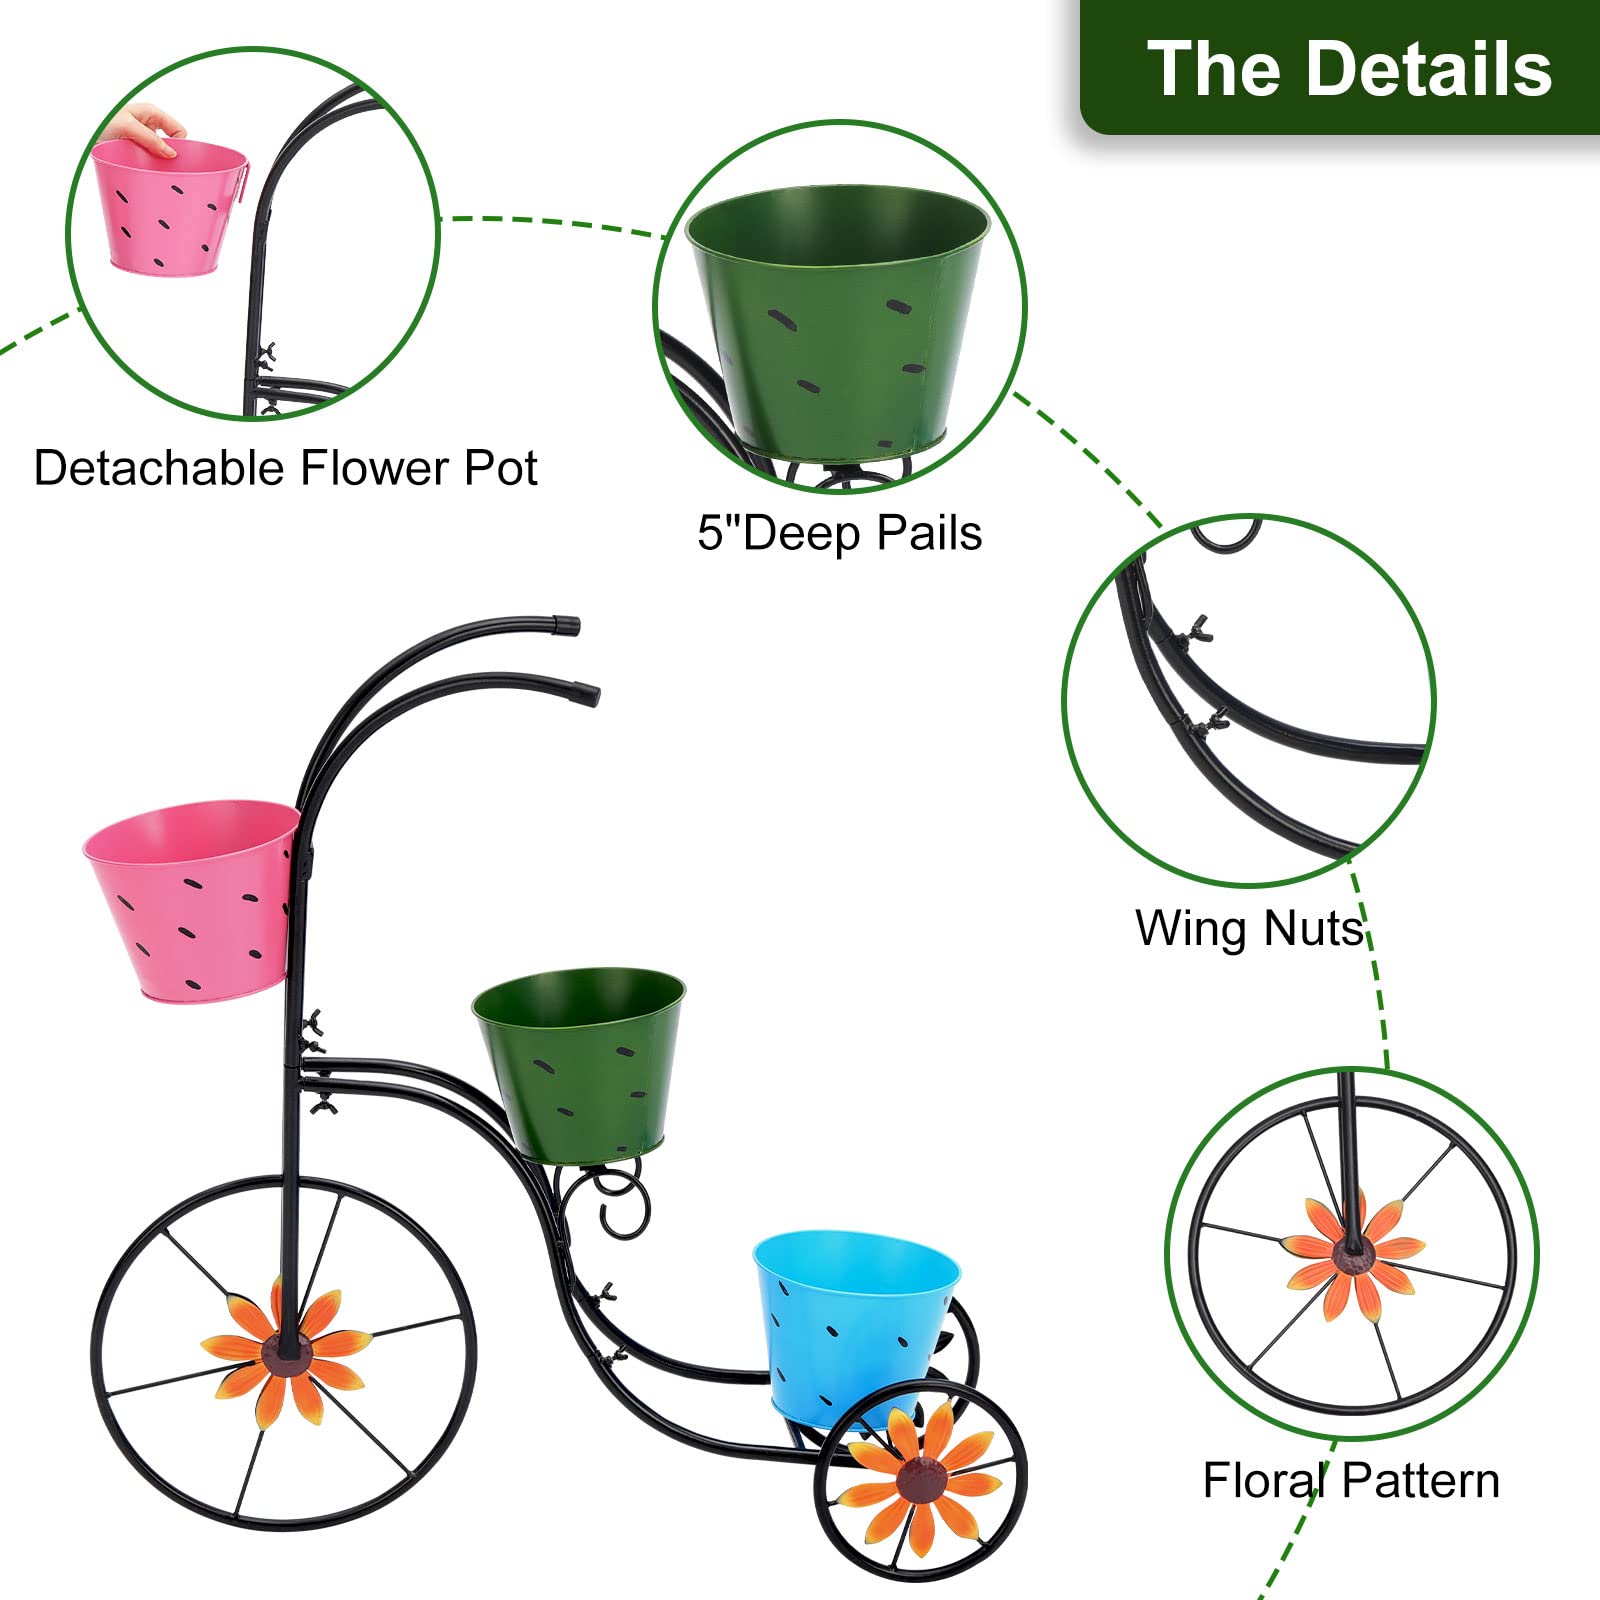 The Details
Detachable Flower Pot
5"Deep Pails
Wing Nuts
Floral Pattern